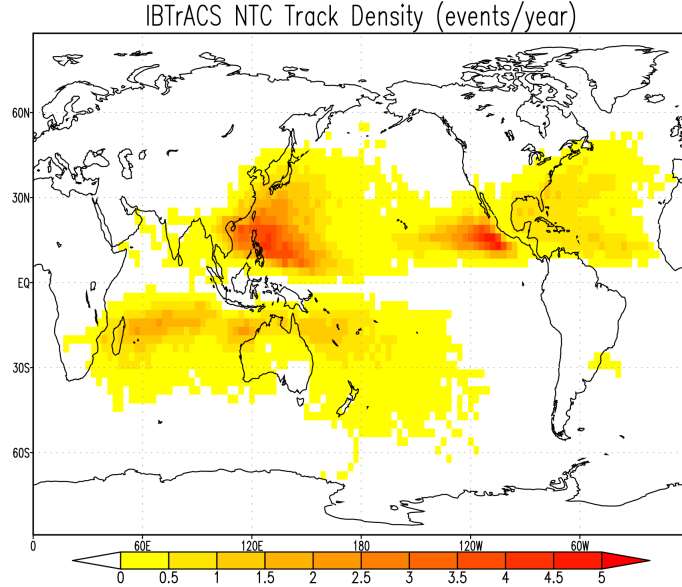 IBTrACS NTC Track Density (events/year)
60N
30N
EQ
30S
60S
0 60E 120E 180 120W 60W
0 0.5 1 1.5 2 2.5 3 3.5 4 4.5 5